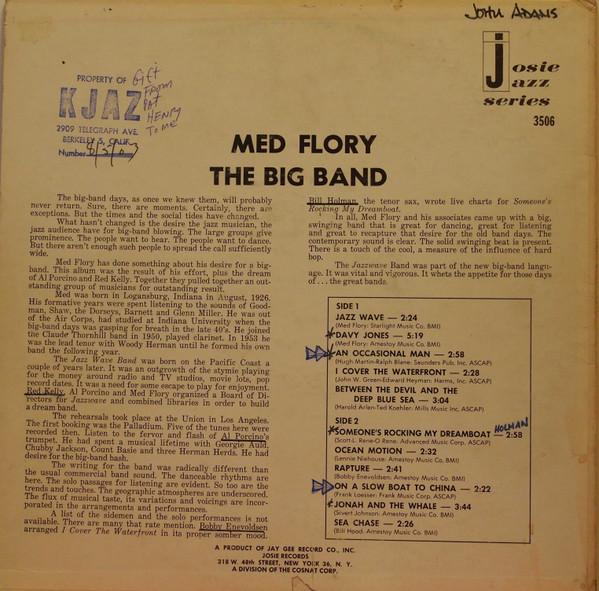 JOHN ADAMS
Josie
Jazz
series
3506
PROPERTY OF
KJAZ
2909 TELEGRAPH AVE.
BERKELEY 5, CALIF.
Number 8/5/03
Gift
From
Pat
Henry
To me
MED FLORY
THE BIG BAND
The big-band days, as once we knew them, will probably
never return. Sure, there are moments. Certainly, there are
exceptions. But the times and the social tides have changed.
What hasn't changed is the desire the jazz musician, the
jazz audience have for big-band blowing. The large groups give
prominence. The people want to hear. The people want to dance.
But there aren't enough such people to spread the call sufficiently
wide.
Med Flory has done something about his desire for a big-
band. This album was the result of his effort, plus the dream
of Al Porcino and Red Kelly. Together they pulled together an out-
standing group of musicians for outstanding result.
Med was born in Logansburg, Indiana in August, 1926.
His formative years were spent listening to the sounds of Good-
man, Shaw, the Dorseys, Barnett and Glenn Miller. He was out
of the Air Corps, had studied at Indiana University when the
big-band days was gasping for breath in the late 40's. He joined
the Claude Thornhill band in 1950, played clarinet. In 1953 he
was the lead tenor with Woody Herman until he formed his own
band the following year.
The Jazz Wave Band was born on the Pacific Coast a
couple of years later. It was an outgrowth of the stymie playing
for the money around radio and TV studios, movie lots, pop
record dates. It was a need for some escape to play for enjoyment.
Red Kelly, Al Porcino and Med Flory organized a Board of Di-
rectors for Jazzwave and combined libraries in order to build
a dream band.
The rehearsals took place at the Union in Los Angeles.
The first booking was the Palladium. Five of the tunes here were
recorded then. Listen to the fervor and flash of Al Porcino's
trumpet. He had spent a musical lifetime with Georgie Auld,
Chubby Jackson, Count Basie and three Herman Herds. He had
desire for the big-band bash.
The writing for the band was radically different than
the usual commercial band sound. The danceable rhythms are
here. The solo passages for listening are evident. So too are the
trends and touches. The geographic atmospheres are underscored.
The flux of musical taste, its variations and voicings are incor-
porated in the arrangements and performances.
A list of the sidemen and the solo performances is not
available. There are many that rate mention. Bobby Enevoldsen
arranged I Cover The Waterfront in its proper somber mood.
Bill Holman, the tenor sax, wrote live charts for Someone's
Rocking My Dreamboat.
In all, Med Flory and his associates came up with a big,
swinging band that is great for dancing, great for listening
and great to recapture that desire for the old band days. The
contemporary sound is clear. The solid swinging beat is present.
There is a touch of the cool, a measure of the influence of hard
bop.
The Jazzwave Band was part of the new big-band langu-
age. It was vital and vigorous. It whets the appetite for those days
of . . . the great bands.
SIDE 1
JAZZ WAVE — 2:24
(Med Flory: Starlight Music Co. BMI)
DAVY JONES — 5:19
(Med Flory: Amestoy Music Co. BMI)
AN OCCASIONAL MAN — 2:58
(Hugh Martin-Ralph Blane: Saunders Pub. Inc. ASCAP)
I COVER THE WATERFRONT — 2:28
(John W. Green-Edward Heyman: Harms, Inc. ASCAP)
BETWEEN THE DEVIL AND THE
DEEP BLUE SEA — 3:04
(Harold Arlen-Ted Koehler: Mills Music Inc. ASCAP)
SIDE 2
HOLMAN
SOMEONE'S ROCKING MY DREAMBOAT — 2:58
(Scott-L. Rene-O Rene: Advanced Music Corp. ASCAP)
OCEAN MOTION — 2:32
(Lennie Niehouse: Amestoy Music Co. BMI)
RAPTURE — 2:41
(Bobby Enevoldsen: Amestoy Music Co. BMI)
ON A SLOW BOAT TO CHINA — 2:22
(Frank Loesser: Frank Music Corp. ASCAP)
JONAH AND THE WHALE — 3:44
(Sivert Johnson: Amestoy Music Co. BMI)
SEA CHASE — 2:26
(Bill Hood: Amestoy Music Co. BMI)
A PRODUCT OF JAY GEE RECORD CO., INC.
JOSIE RECORDS
318 W. 48th STREET, NEW YORK 36, N. Y.
A DIVISION OF THE COSNAT CORP.